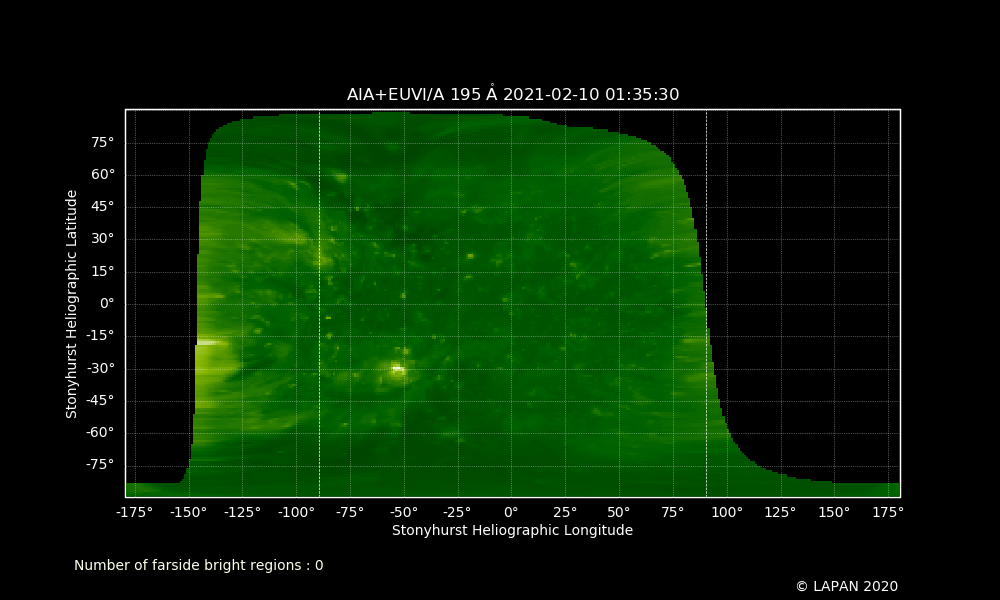 AIA+EUVI/A 195 Å 2021-02-10 01:35:30
75°
60°
45°
30°
15°
0°
-15°
-30°
-45°
-60°
-75°
Stonyhurst Heliographic Latitude
-175° -150° -125° -100° -75° -50° -25° 0° 25° 50° 75° 100° 125° 150° 175°
Stonyhurst Heliographic Longitude
Number of farside bright regions : 0
© LAPAN 2020